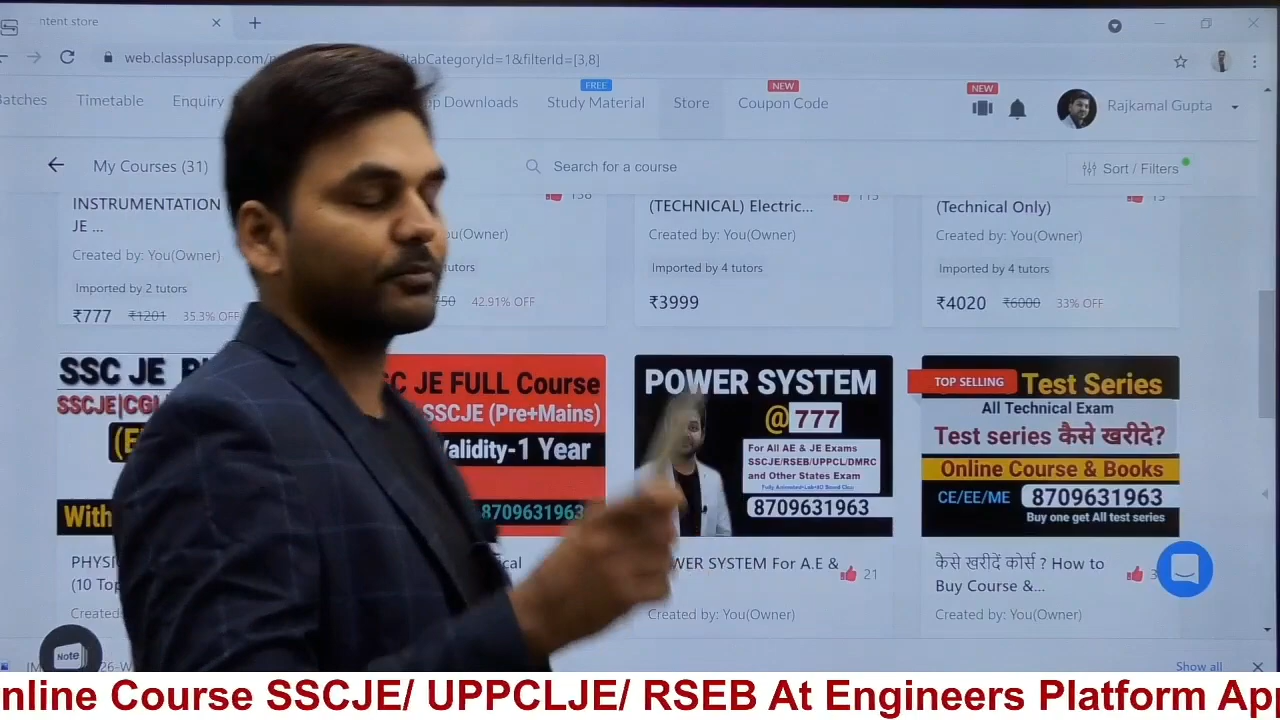 ntent store
web.classplusapp.com/
tabCategoryId=1&filterId=[3,8]
Batches
Timetable
Enquiry
App Downloads
FREE
Study Material
Store
NEW
Coupon Code
NEW
Rajkamal Gupta
My Courses (31)
Search for a course
Sort / Filters
INSTRUMENTATION
JE ...
Created by: You(Owner)
Imported by 2 tutors
₹777 ₹1201 35.3% OFF
138
ou(Owner)
tutors
750 42.91% OFF
(TECHNICAL) Electric...
113
Created by: You(Owner)
Imported by 4 tutors
₹3999
(Technical Only)
Created by: You(Owner)
Imported by 4 tutors
₹4020 ₹6000 33% OFF
SSC JE
SSCJE|CGL
With
PHYSI
(10 Top
Created
SC JE FULL Course
SSCJE (Pre+Mains)
Validity-1 Year
8709631963
ical
POWER SYSTEM
@777
For All AE & JE Exams
SSCJE/RSEB/UPPCL/DMRC
and Other States Exam
8709631963
WER SYSTEM For A.E &
21
Created by: You(Owner)
TOP SELLING
Test Series
All Technical Exam
Test series कैसे खरीदे?
Online Course & Books
CE/EE/ME 8709631963
Buy one get All test series
कैसे खरीदें कोर्स ? How to
Buy Course &...
Created by: You(Owner)
Note
Show all
nline Course SSCJE/ UPPCLJE/ RSEB At Engineers Platform App